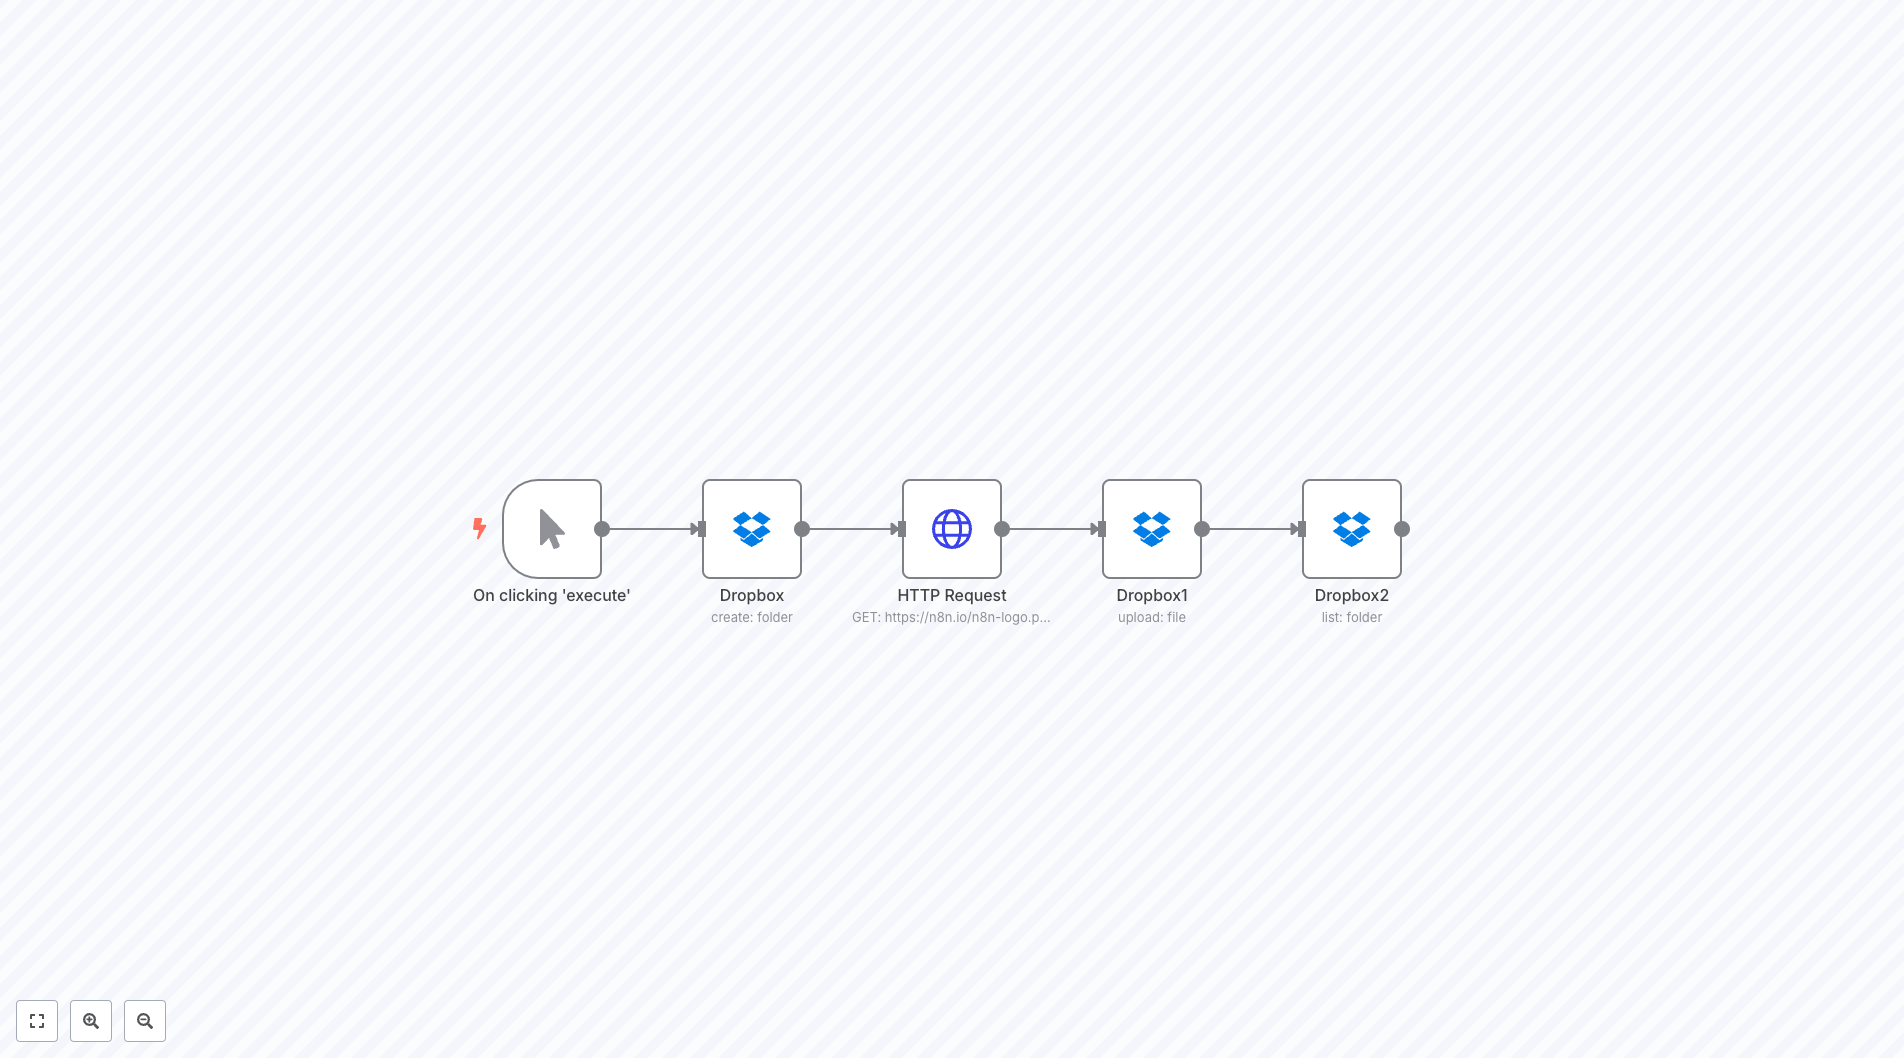 On clicking 'execute'
Dropbox
create: folder
HTTP Request
GET: https://n8n.io/n8n-logo.p...
Dropbox1
upload: file
Dropbox2
list: folder